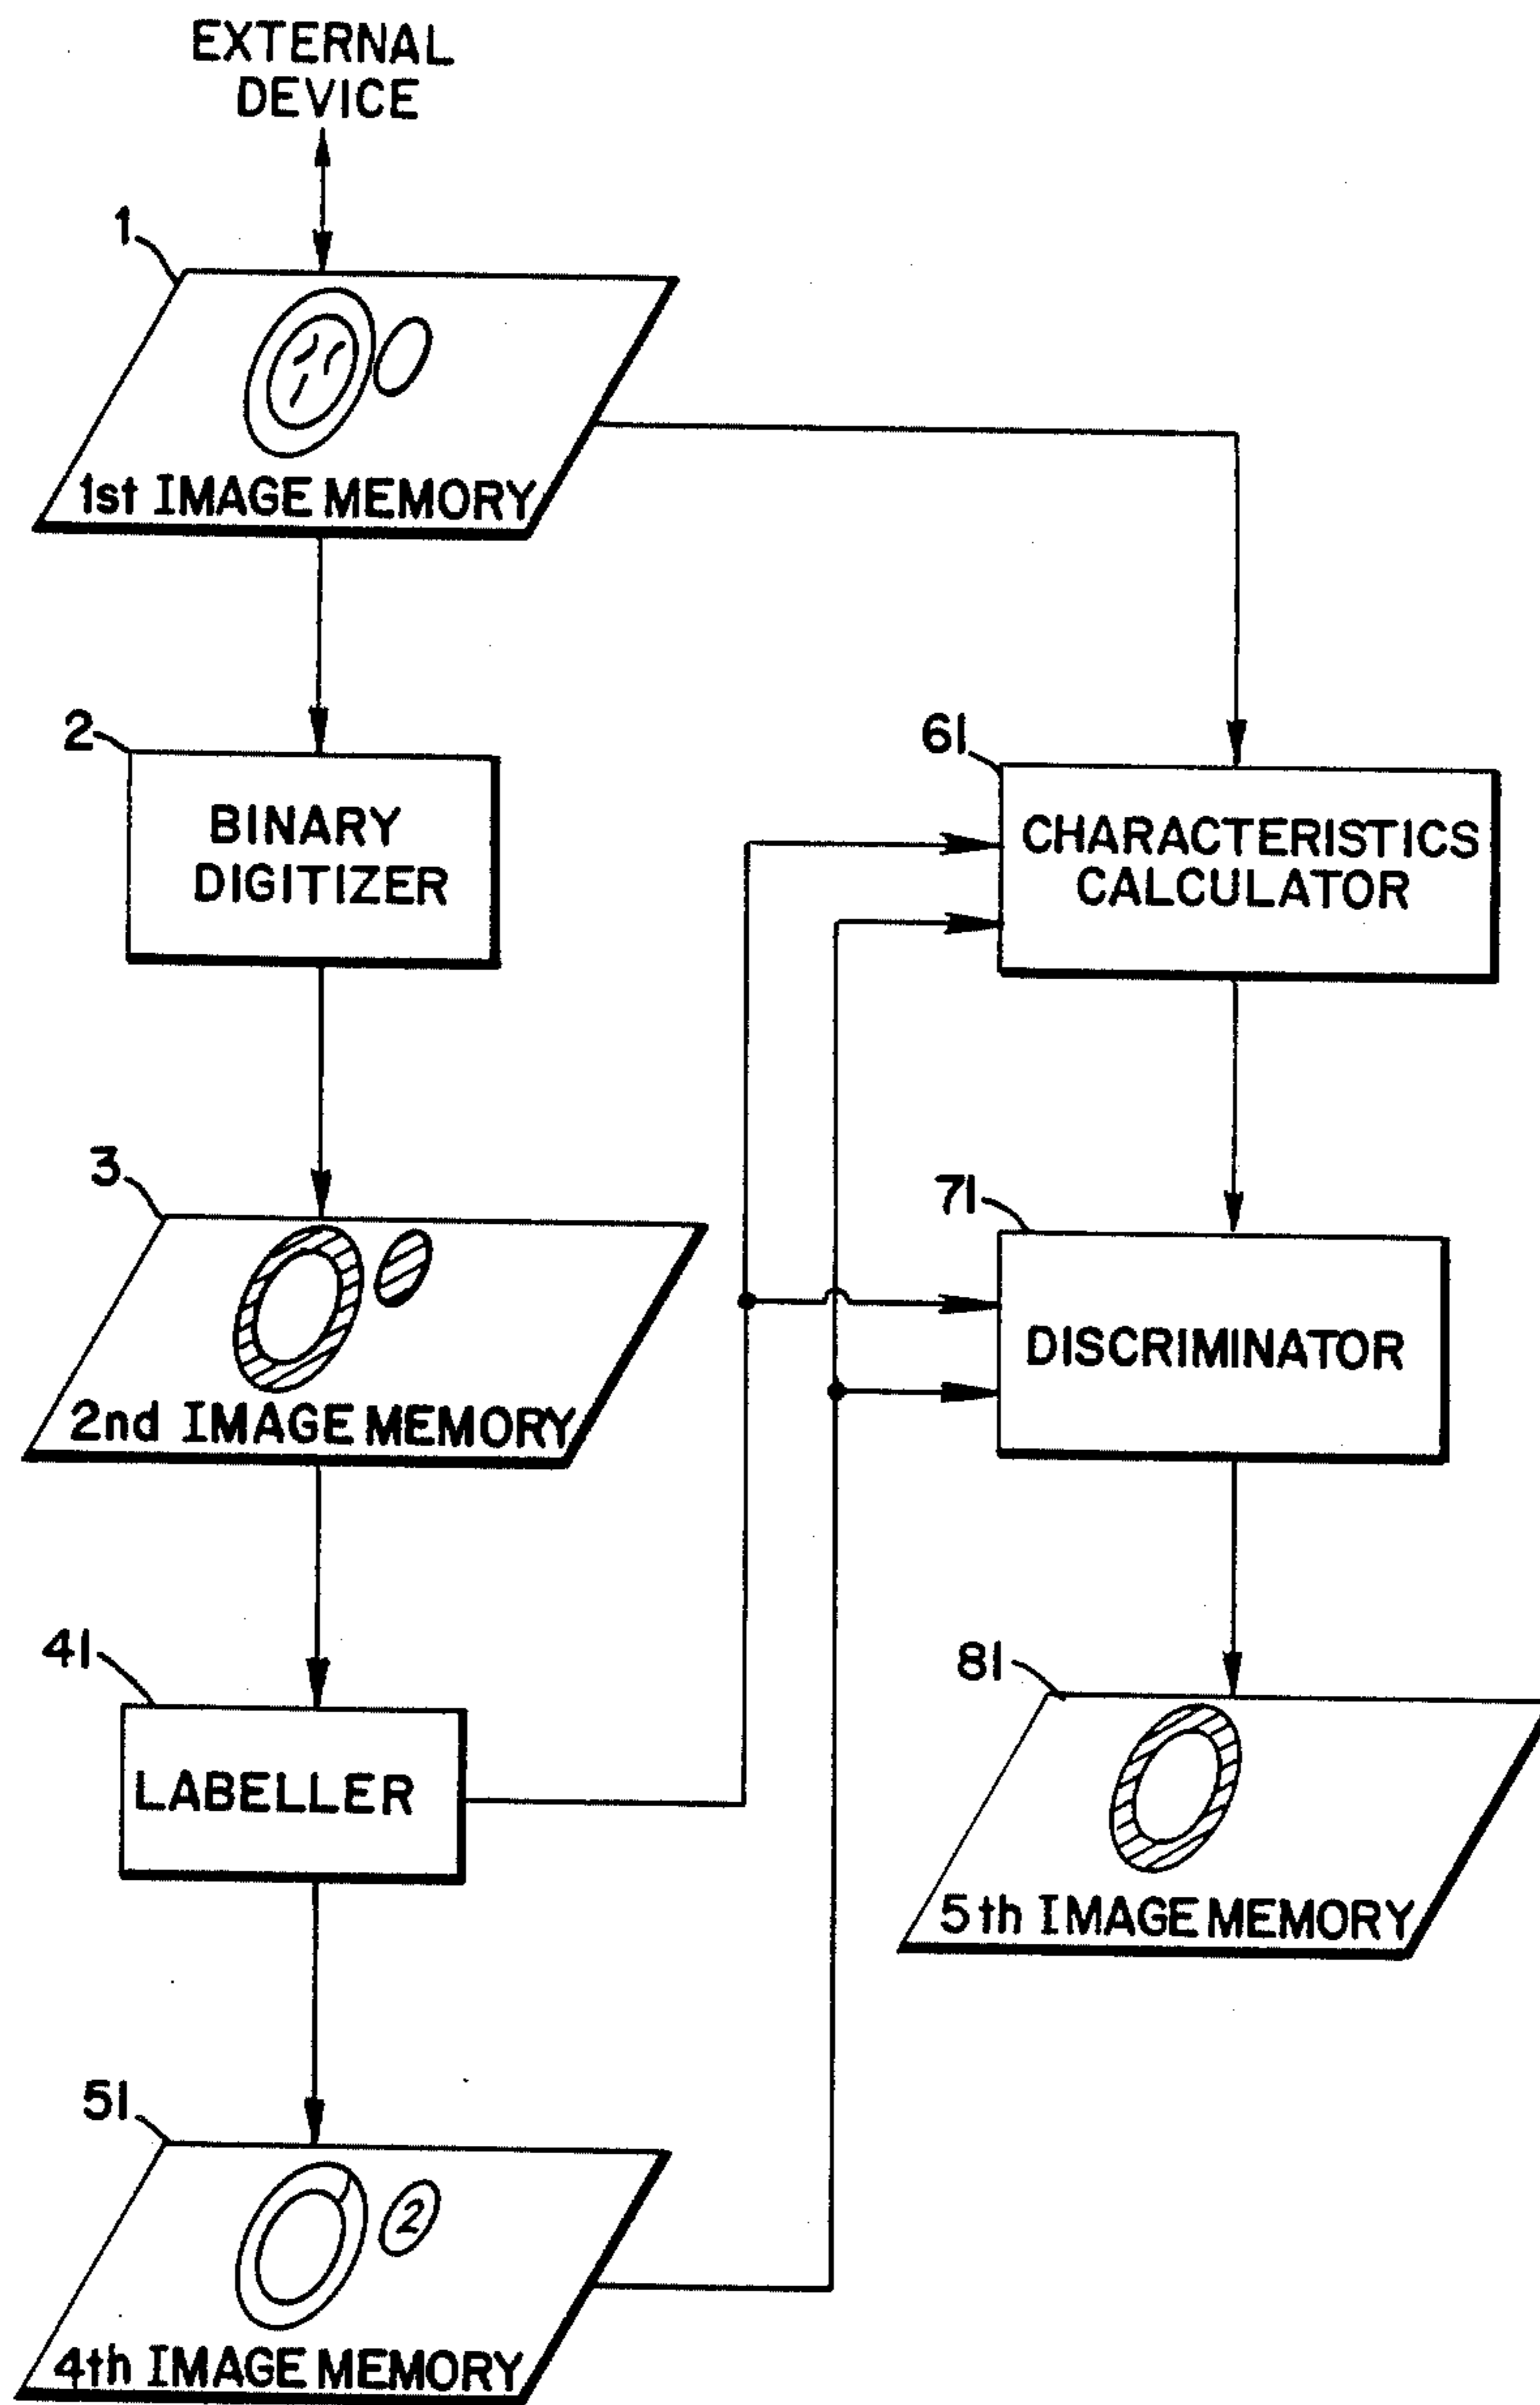 EXTERNAL
DEVICE
1
1st IMAGE MEMORY
2
BINARY
DIGITIZER
61
CHARACTERISTICS
CALCULATOR
3
2nd IMAGE MEMORY
71
DISCRIMINATOR
41
LABELLER
81
5th IMAGE MEMORY
51
2
4th IMAGE MEMORY